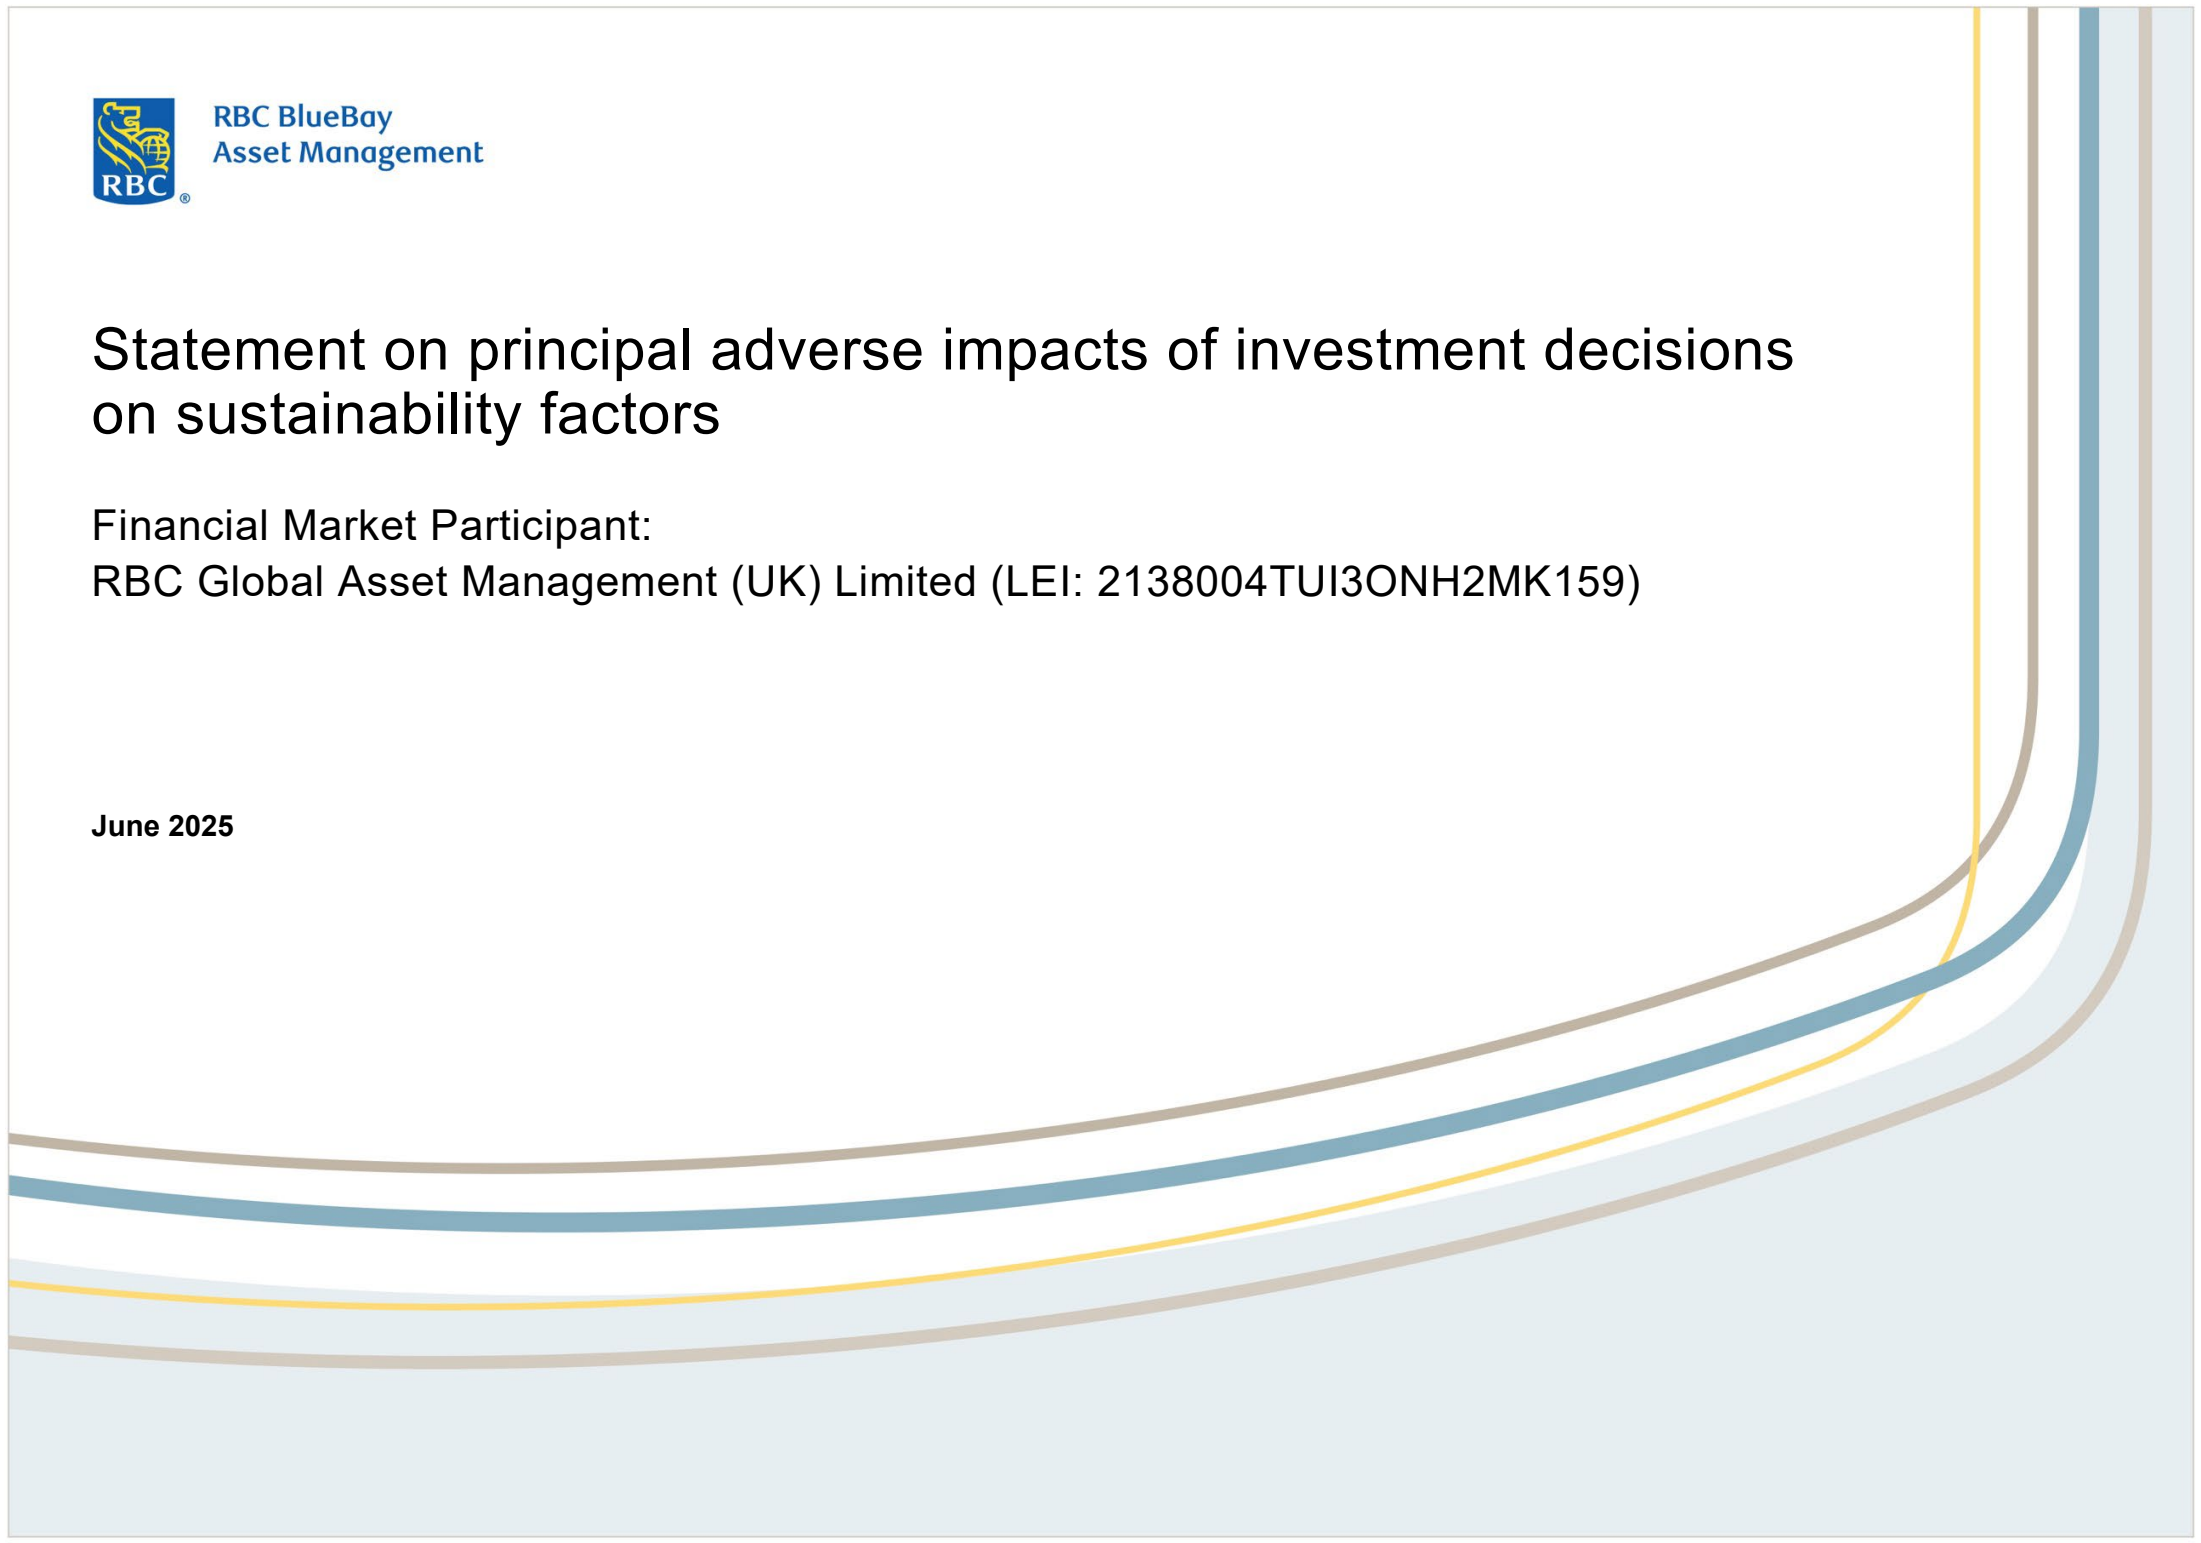 RBC
®
RBC BlueBay
Asset Management
Statement on principal adverse impacts of investment decisions
on sustainability factors
Financial Market Participant:
RBC Global Asset Management (UK) Limited (LEI: 2138004TUI3ONH2MK159)
June 2025